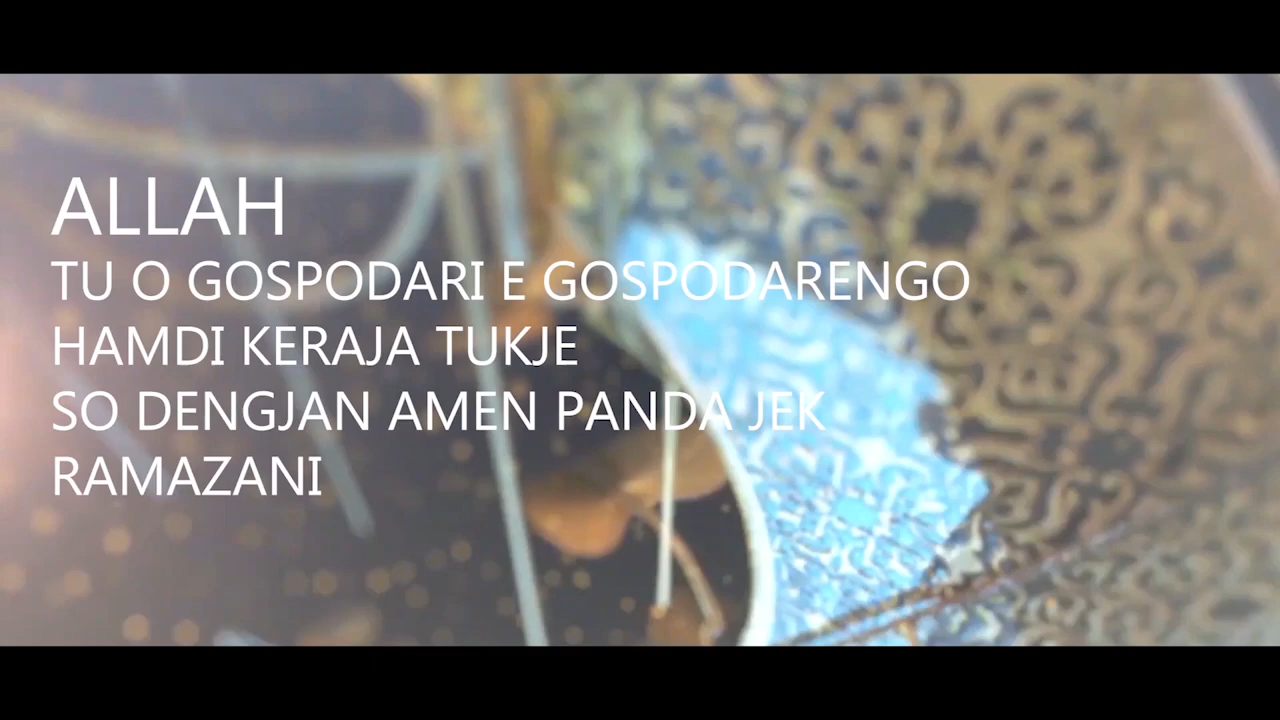 ALLAH
TU O GOSPODARI E GOSPODARENGO
HAMDI KERAJA TUKJE
SO DENGJAN AMEN PANDA JEK
RAMAZANI